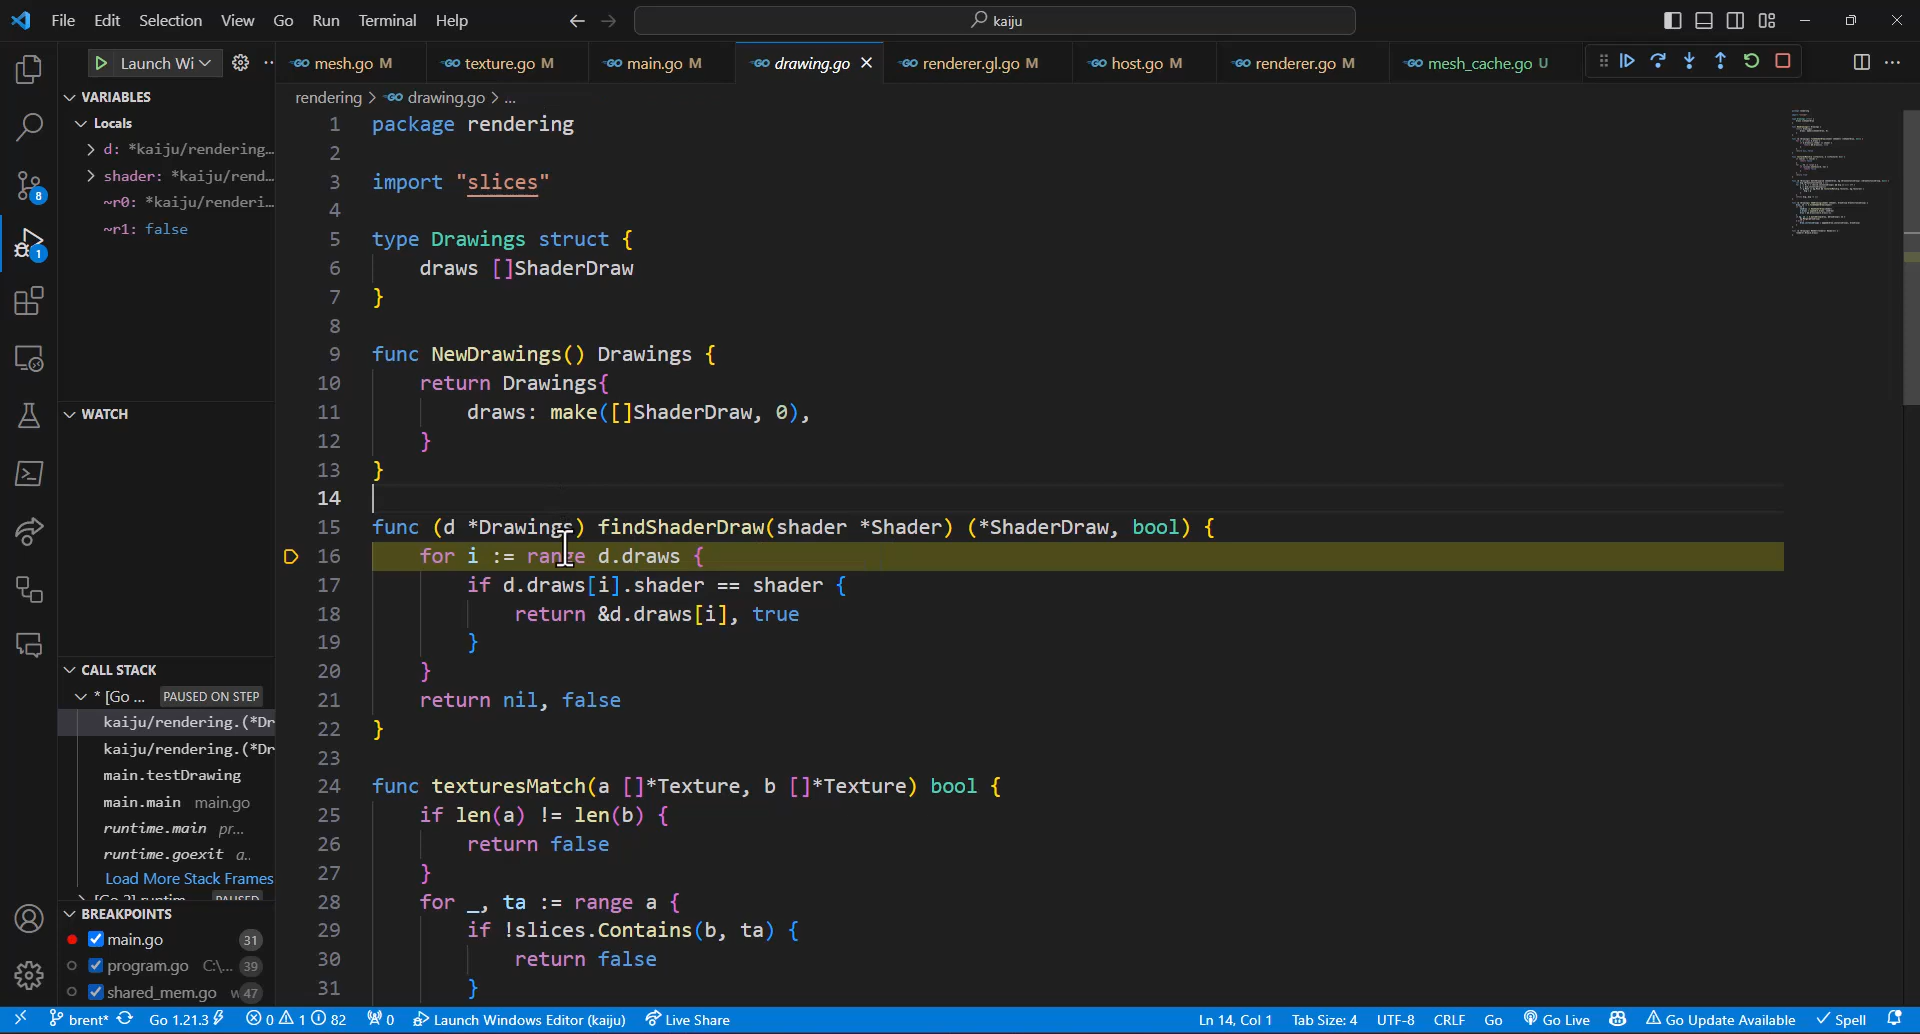 File Edit Selection View Go Run Terminal Help
kaiju
Launch Wi
mesh.go M
texture.go M
main.go M
drawing.go
renderer.gl.go M
host.go M
renderer.go M
mesh_cache.go U
rendering > drawing.go > ...
VARIABLES
Locals
d: *kaiju/rendering...
shader: *kaiju/rend...
~r0: *kaiju/renderi...
~r1: false
WATCH
CALL STACK
* [Go ... PAUSED ON STEP
kaiju/rendering.(*Dr
kaiju/rendering.(*Dr
main.testDrawing
main.main main.go
runtime.main pr...
runtime.goexit a..
Load More Stack Frames
BREAKPOINTS
main.go 31
program.go C:\... 39
shared_mem.go w 47
8
1
1 package rendering
2
3 import "slices"
4
5 type Drawings struct {
6 draws []ShaderDraw
7 }
8
9 func NewDrawings() Drawings {
10 return Drawings{
11 draws: make([]ShaderDraw, 0),
12 }
13 }
14
15 func (d *Drawings) findShaderDraw(shader *Shader) (*ShaderDraw, bool) {
16 for i := range d.draws {
17 if d.draws[i].shader == shader {
18 return &d.draws[i], true
19 }
20 }
21 return nil, false
22 }
23
24 func texturesMatch(a []*Texture, b []*Texture) bool {
25 if len(a) != len(b) {
26 return false
27 }
28 for _, ta := range a {
29 if !slices.Contains(b, ta) {
30 return false
31 }
brent* Go 1.21.3 0 1 82 0 Launch Windows Editor (kaiju) Live Share Ln 14, Col 1 Tab Size: 4 UTF-8 CRLF Go Go Live Go Update Available Spell